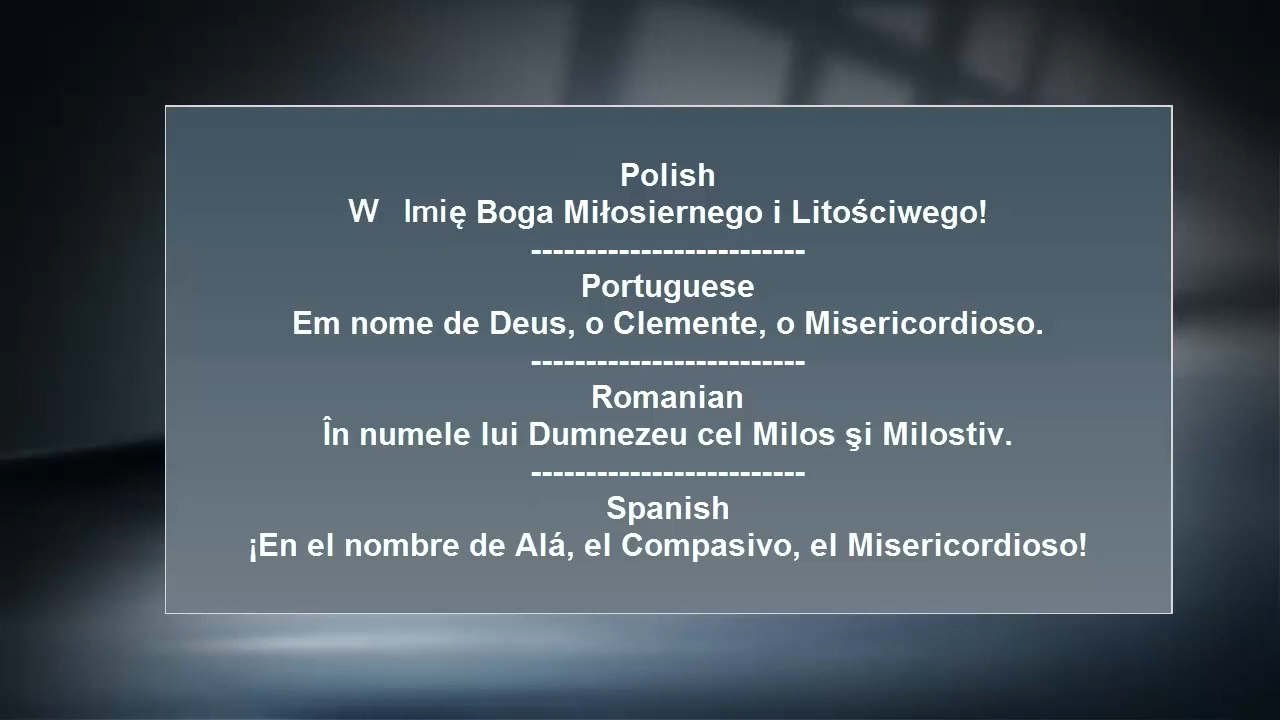 Polish
W Imię Boga Miłosiernego i Litościwego!
-------------------------
Portuguese
Em nome de Deus, o Clemente, o Misericordioso.
-------------------------
Romanian
În numele lui Dumnezeu cel Milos şi Milostiv.
-------------------------
Spanish
¡En el nombre de Alá, el Compasivo, el Misericordioso!